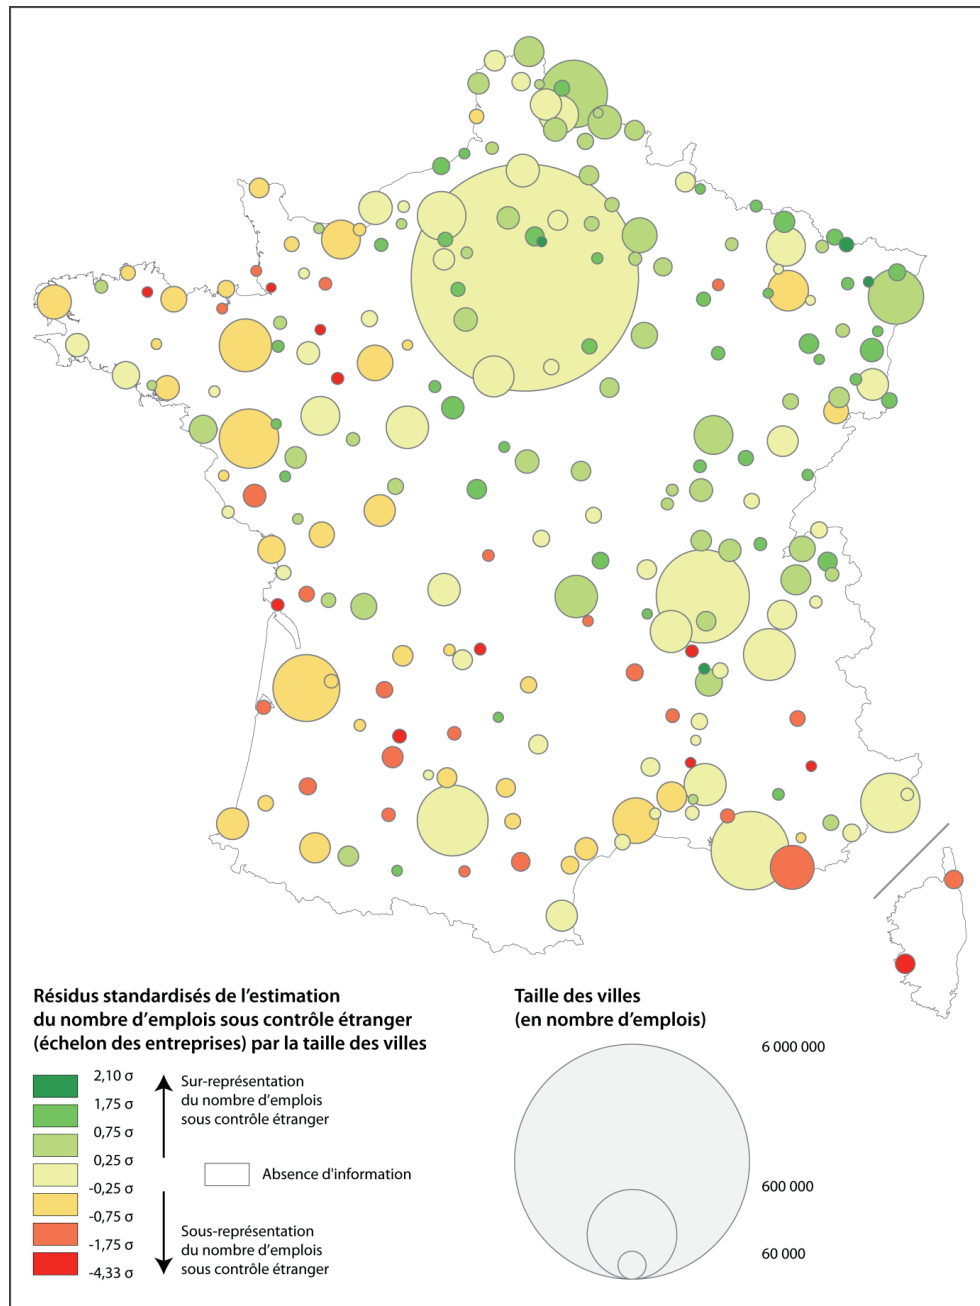 Résidus standardisés de l'estimation
du nombre d'emplois sous contrôle étranger
(échelon des entreprises) par la taille des villes
2,10 σ
1,75 σ
0,75 σ
0,25 σ
-0,25 σ
-0,75 σ
-1,75 σ
-4,33 σ
Sur-représentation
du nombre d'emplois
sous contrôle étranger
Absence d'information
Sous-représentation
du nombre d'emplois
sous contrôle étranger
Taille des villes
(en nombre d'emplois)
6 000 000
600 000
60 000